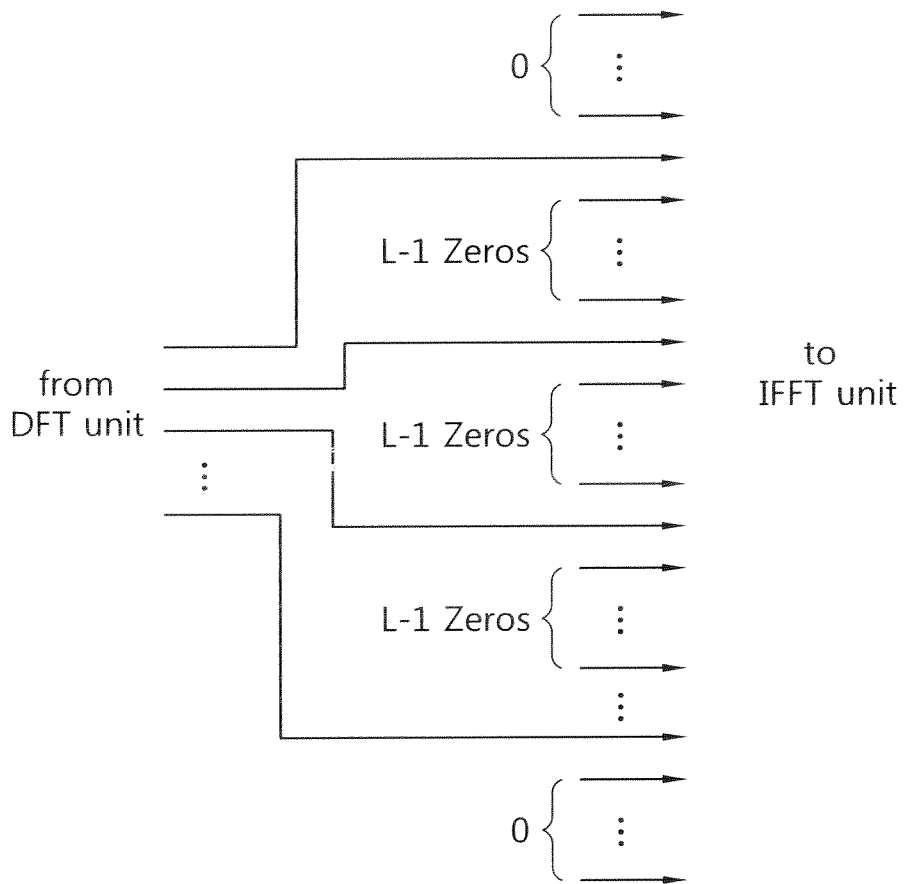 0
L-1 Zeros
from
DFT unit
to
IFFT unit
L-1 Zeros
L-1 Zeros
0